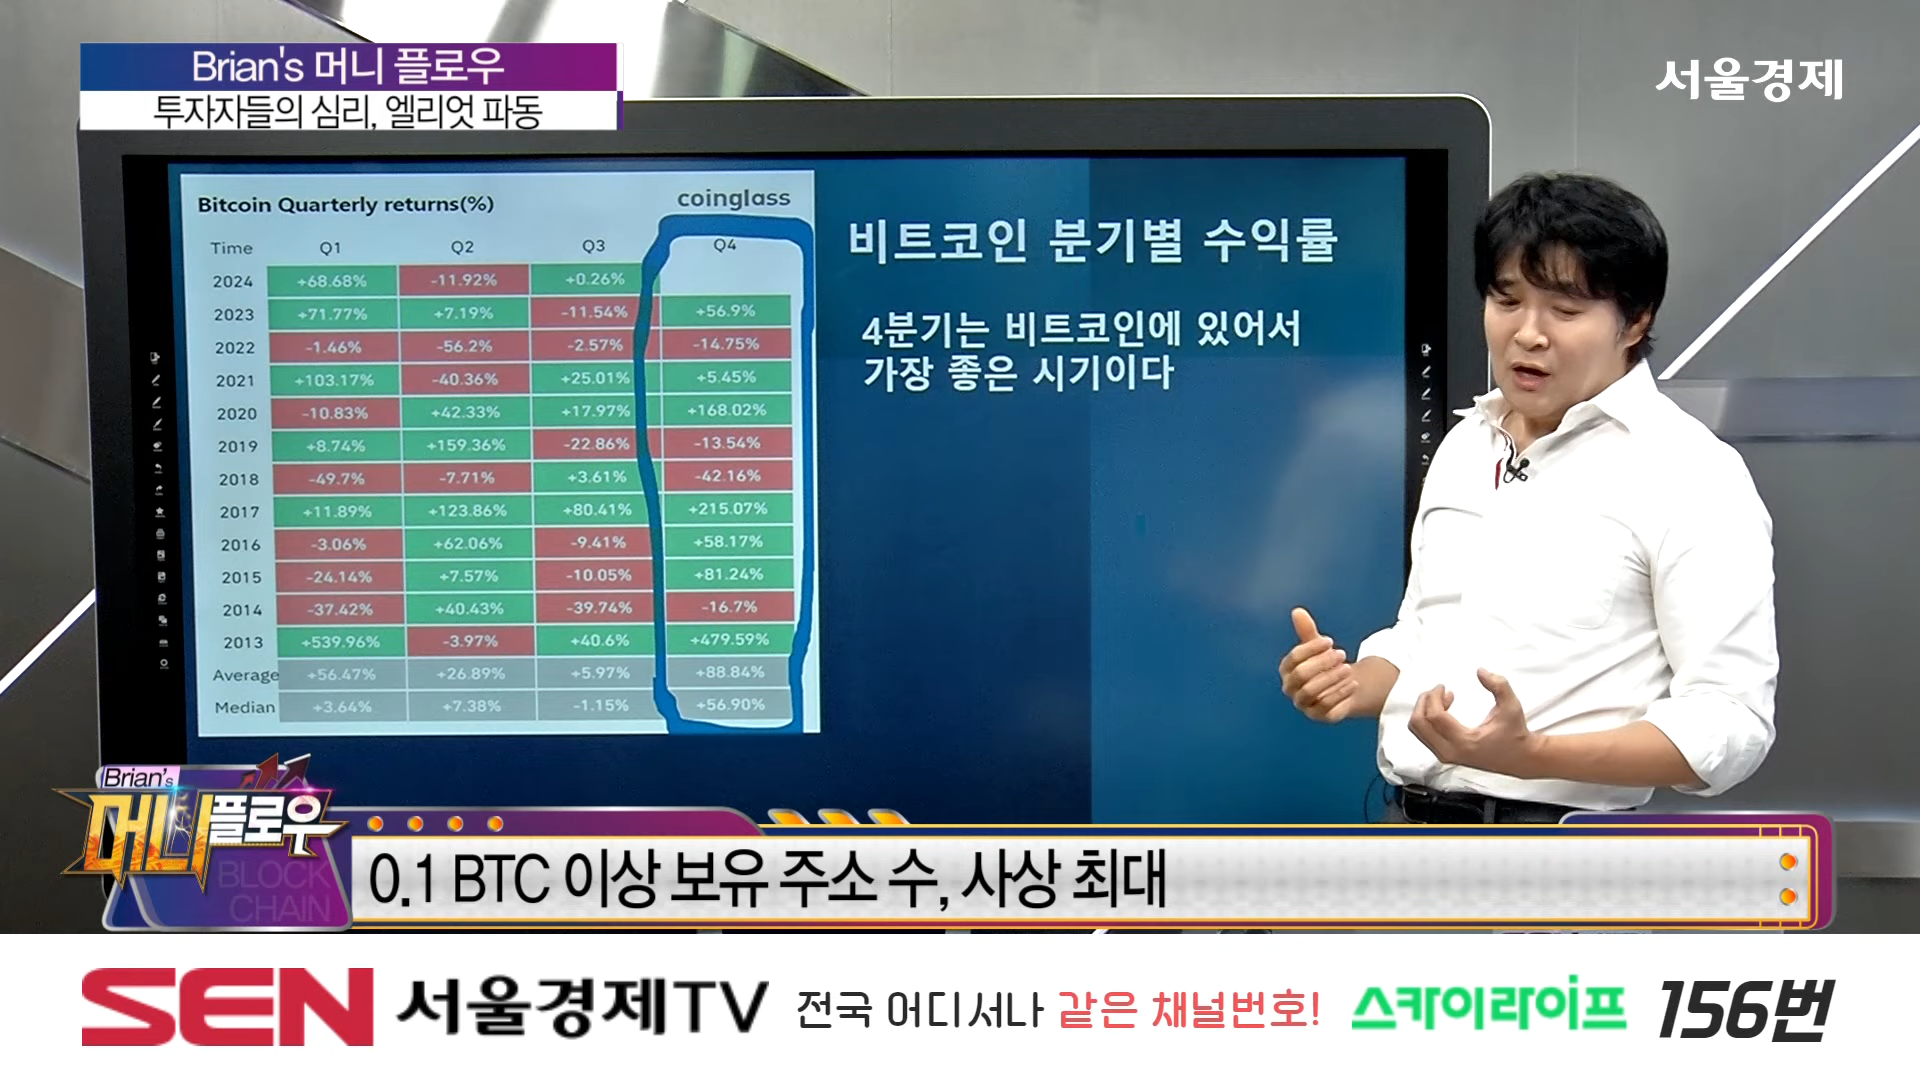 Brian's 머니 플로우
투자자들의 심리, 엘리엇 파동
서울경제
Bitcoin Quarterly returns(%)
coinglass
Time Q1 Q2 Q3 Q4
2024 +68.68% -11.92% +0.26%
2023 +71.77% +7.19% -11.54% +56.9%
2022 -1.46% -56.2% -2.57% -14.75%
2021 +103.17% -40.36% +25.01% +5.45%
2020 -10.83% +42.33% +17.97% +168.02%
2019 +8.74% +159.36% -22.86% -13.54%
2018 -49.7% -7.71% +3.61% -42.16%
2017 +11.89% +123.86% +80.41% +215.07%
2016 -3.06% +62.06% -9.41% +58.17%
2015 -24.14% +7.57% -10.05% +81.24%
2014 -37.42% +40.43% -39.74% -16.7%
2013 +539.96% -3.97% +40.6% +479.59%
Average +56.47% +26.89% +5.97% +88.84%
Median +3.64% +7.38% -1.15% +56.90%
비트코인 분기별 수익률
4분기는 비트코인에 있어서
가장 좋은 시기이다
Brian's
머니플로우
BLOCK
CHAIN
0.1 BTC 이상 보유 주소 수, 사상 최대
SEN 서울경제TV 전국 어디서나 같은 채널번호! 스카이라이프 156번